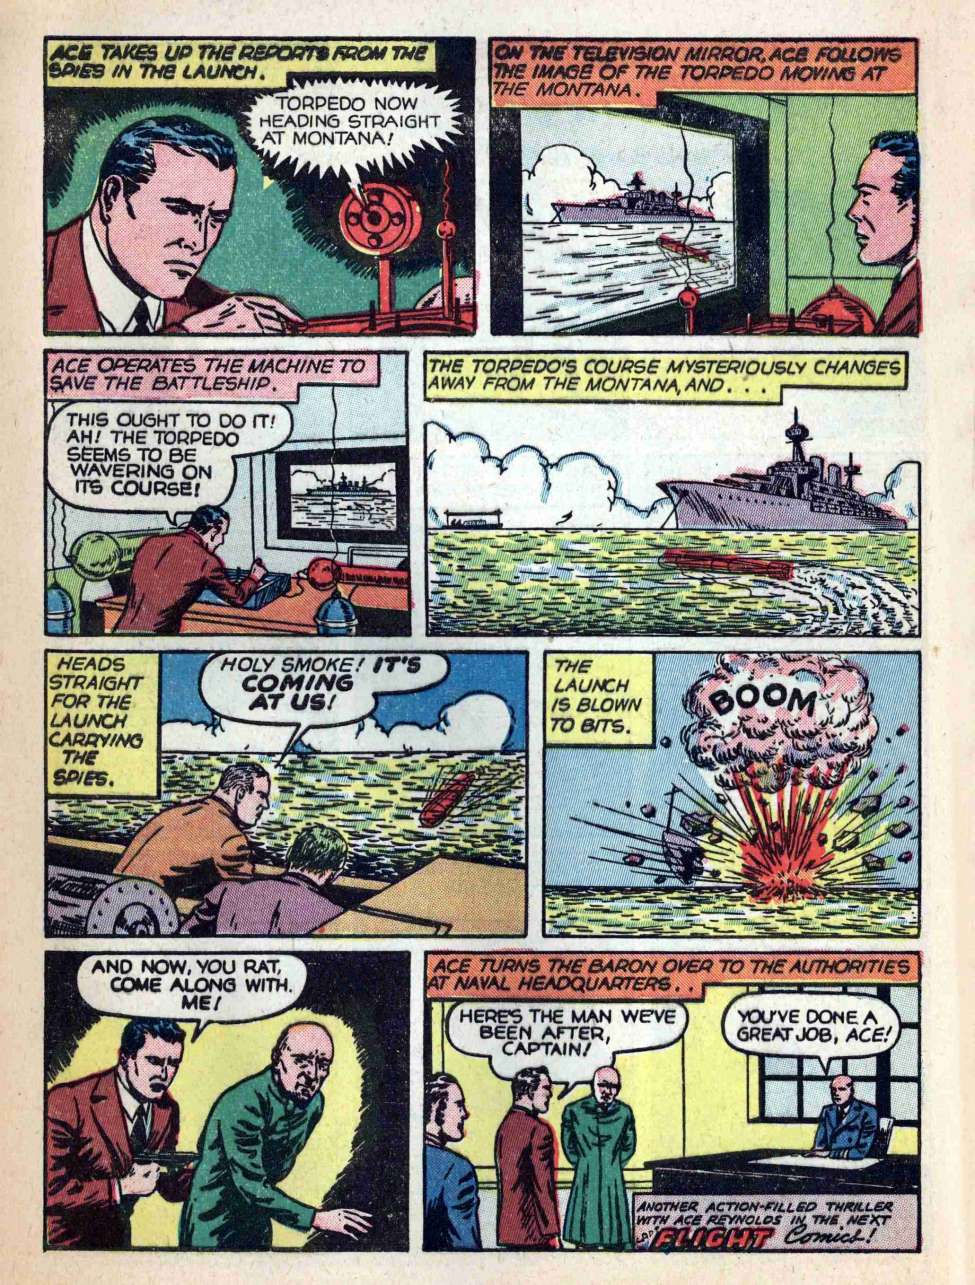 ACE TAKES UP THE REPORTS FROM THE
SPIES IN THE LAUNCH.
TORPEDO NOW
HEADING STRAIGHT
AT MONTANA!
ON THE TELEVISION MIRROR, ACE FOLLOWS
THE IMAGE OF THE TORPEDO MOVING AT
THE MONTANA.
ACE OPERATES THE MACHINE TO
SAVE THE BATTLESHIP.
THIS OUGHT TO DO IT!
AH! THE TORPEDO
SEEMS TO BE
WAVERING ON
ITS COURSE!
THE TORPEDO'S COURSE MYSTERIOUSLY CHANGES
AWAY FROM THE MONTANA, AND...
HEADS
STRAIGHT
FOR THE
LAUNCH
CARRYING
THE
SPIES.
HOLY SMOKE! IT'S
COMING
AT US!
THE
LAUNCH
IS BLOWN
TO BITS.
BOOM
AND NOW, YOU RAT,
COME ALONG WITH.
ME!
ACE TURNS THE BARON OVER TO THE AUTHORITIES
AT NAVAL HEADQUARTERS..
HERE'S THE MAN WE'VE
BEEN AFTER,
CAPTAIN!
YOU'VE DONE A
GREAT JOB, ACE!
ANOTHER ACTION-FILLED THRILLER
WITH ACE REYNOLDS IN THE NEXT
FLIGHT Comics!